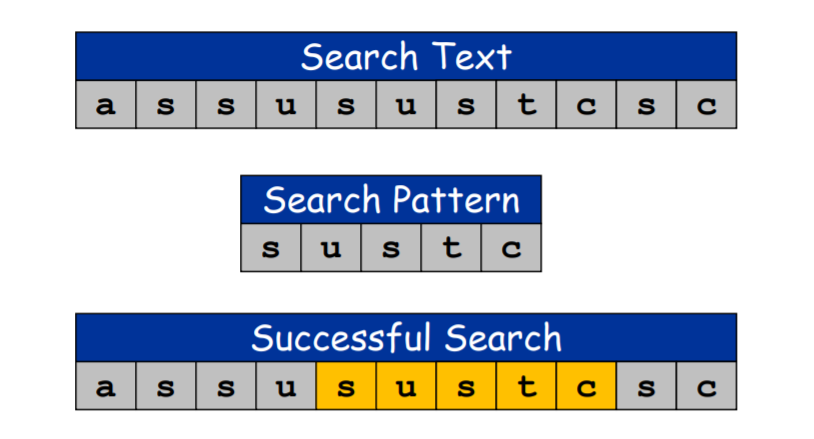 Search Text
a s s u s u s t c s c
Search Pattern
s u s t c
Successful Search
a s s u s u s t c s c